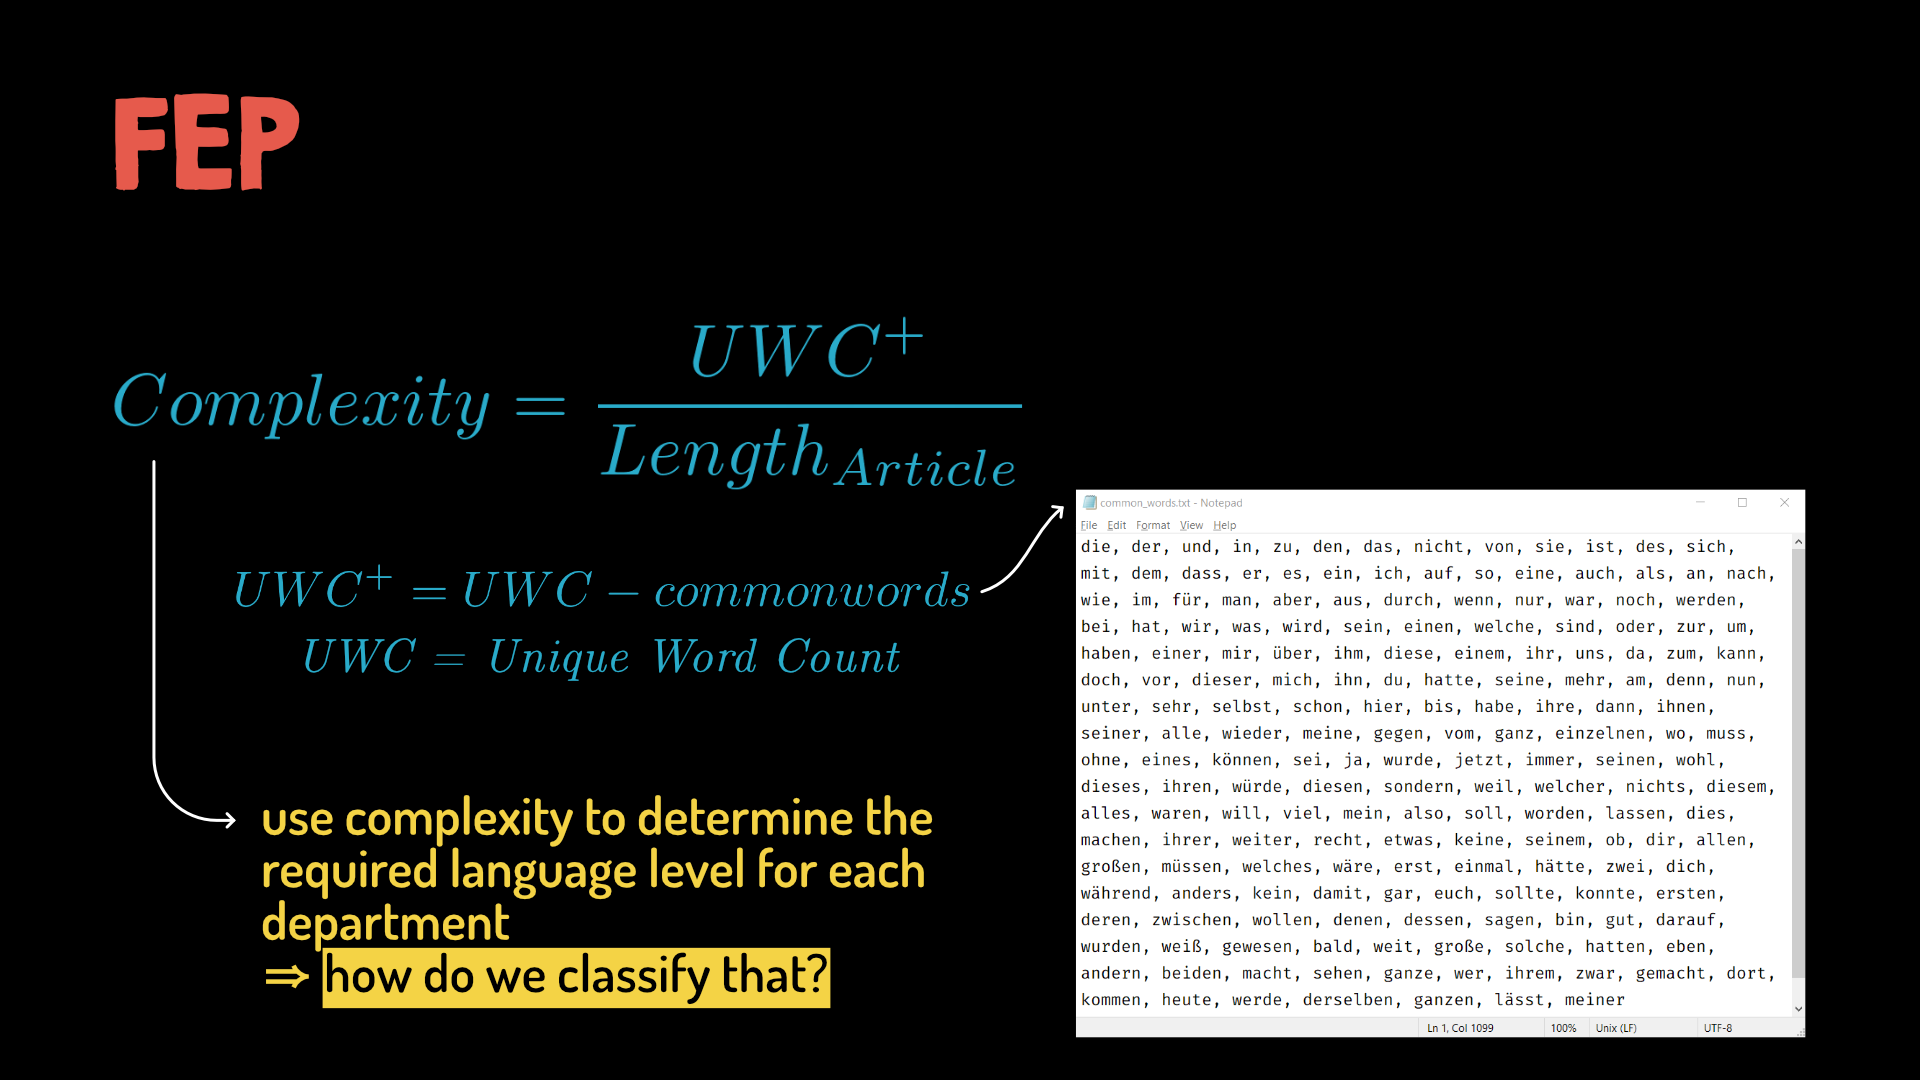 FEP
Complexity = UWC⁺ / Length_Article
UWC⁺ = UWC − commonwords
UWC = Unique Word Count
use complexity to determine the
required language level for each
department
⇒ how do we classify that?
common_words.txt - Notepad
File Edit Format View Help
die, der, und, in, zu, den, das, nicht, von, sie, ist, des, sich,
mit, dem, dass, er, es, ein, ich, auf, so, eine, auch, als, an, nach,
wie, im, für, man, aber, aus, durch, wenn, nur, war, noch, werden,
bei, hat, wir, was, wird, sein, einen, welche, sind, oder, zur, um,
haben, einer, mir, über, ihm, diese, einem, ihr, uns, da, zum, kann,
doch, vor, dieser, mich, ihn, du, hatte, seine, mehr, am, denn, nun,
unter, sehr, selbst, schon, hier, bis, habe, ihre, dann, ihnen,
seiner, alle, wieder, meine, gegen, vom, ganz, einzelnen, wo, muss,
ohne, eines, können, sei, ja, wurde, jetzt, immer, seinen, wohl,
dieses, ihren, würde, diesen, sondern, weil, welcher, nichts, diesem,
alles, waren, will, viel, mein, also, soll, worden, lassen, dies,
machen, ihrer, weiter, recht, etwas, keine, seinem, ob, dir, allen,
großen, müssen, welches, wäre, erst, einmal, hätte, zwei, dich,
während, anders, kein, damit, gar, euch, sollte, konnte, ersten,
deren, zwischen, wollen, denen, dessen, sagen, bin, gut, darauf,
wurden, weiß, gewesen, bald, weit, große, solche, hatten, eben,
andern, beiden, macht, sehen, ganze, wer, ihrem, zwar, gemacht, dort,
kommen, heute, werde, derselben, ganzen, lässt, meiner
Ln 1, Col 1099 100% Unix (LF) UTF-8